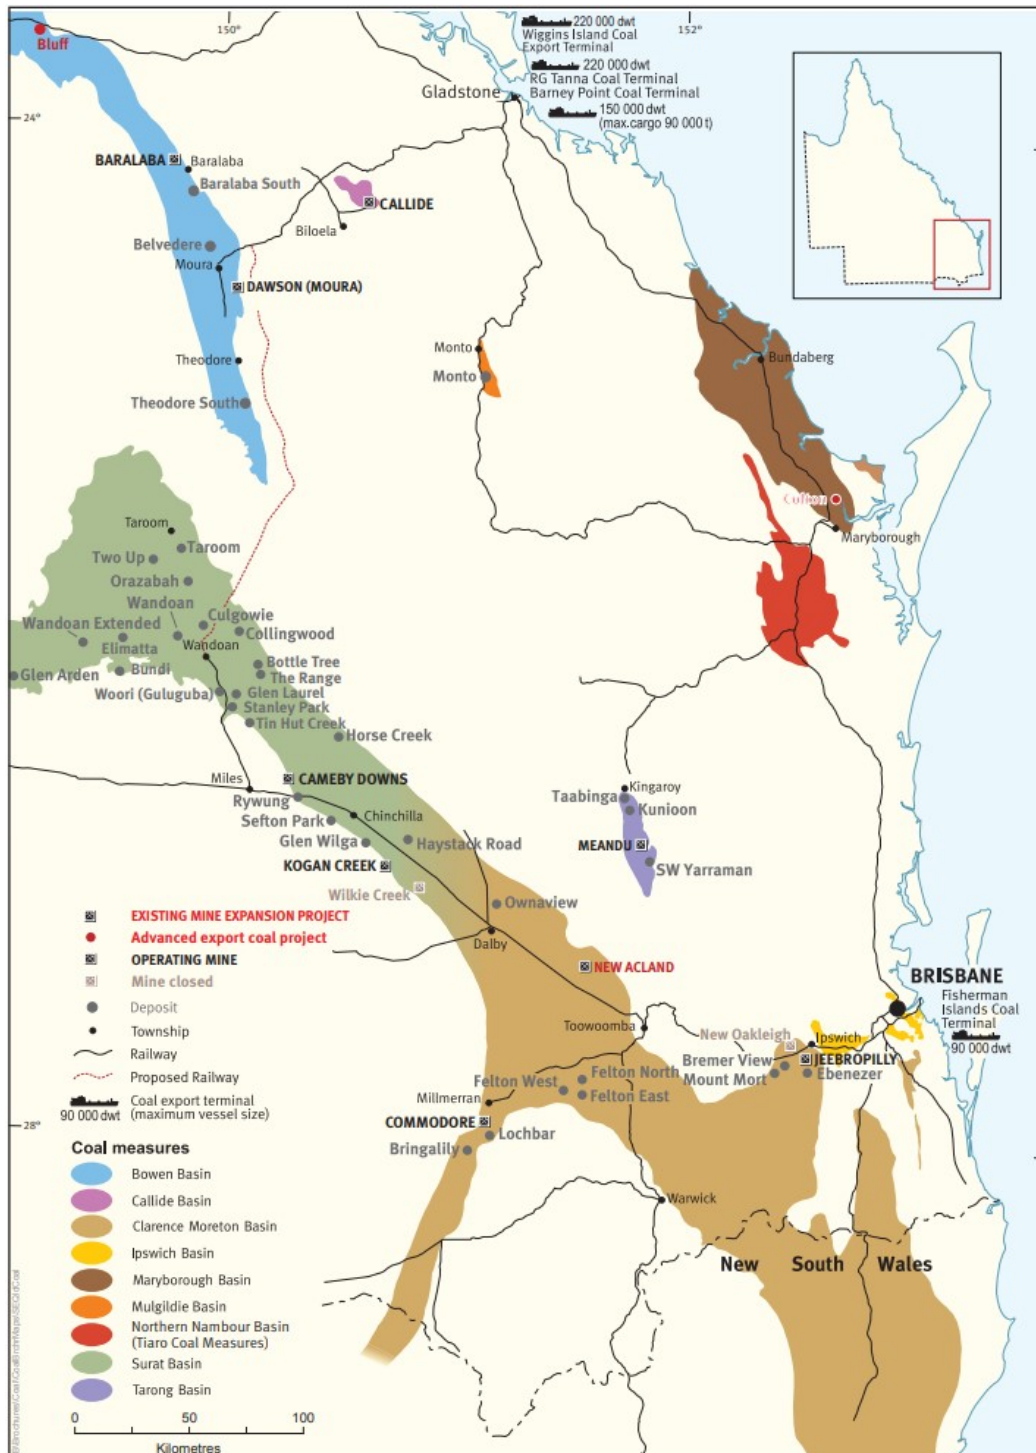 150°
152°
220 000 dwt
Wiggins Island Coal
Export Terminal
220 000 dwt
RG Tanna Coal Terminal
Barney Point Coal Terminal
150 000 dwt
(max.cargo 90 000 t)
Bluff
Gladstone
24°
BARALABA
Baralaba
Baralaba South
CALLIDE
Biloela
Belvedere
Moura
DAWSON (MOURA)
Theodore
Theodore South
Monto
Monto
Bundaberg
Colton
Maryborough
Taroom
Taroom
Two Up
Orazabah
Wandoan
Culgowie
Wandoan Extended
Collingwood
Elimatta
Wandoan
Bottle Tree
Glen Arden
Bundi
The Range
Woori (Guluguba)
Glen Laurel
Stanley Park
Tin Hut Creek
Horse Creek
Miles
CAMEBY DOWNS
Rywung
Sefton Park
Chinchilla
Glen Wilga
Haystack Road
KOGAN CREEK
Wilkie Creek
Kingaroy
Taabinga
Kunioon
MEANDU
SW Yarraman
Ownaview
Dalby
NEW ACLAND
BRISBANE
Fisherman
Islands Coal
Terminal
90 000 dwt
Toowoomba
New Oakleigh
Ipswich
Bremer View
JEEBROPILLY
Mount Mort
Ebenezer
Felton North
Felton West
Felton East
Millmerran
COMMODORE
Lochbar
Bringalily
28°
Warwick
New South Wales
EXISTING MINE EXPANSION PROJECT
Advanced export coal project
OPERATING MINE
Mine closed
Deposit
Township
Railway
Proposed Railway
Coal export terminal
90 000 dwt (maximum vessel size)
Coal measures
Bowen Basin
Callide Basin
Clarence Moreton Basin
Ipswich Basin
Maryborough Basin
Mulgildie Basin
Northern Nambour Basin
(Tiaro Coal Measures)
Surat Basin
Tarong Basin
0 50 100
Kilometres